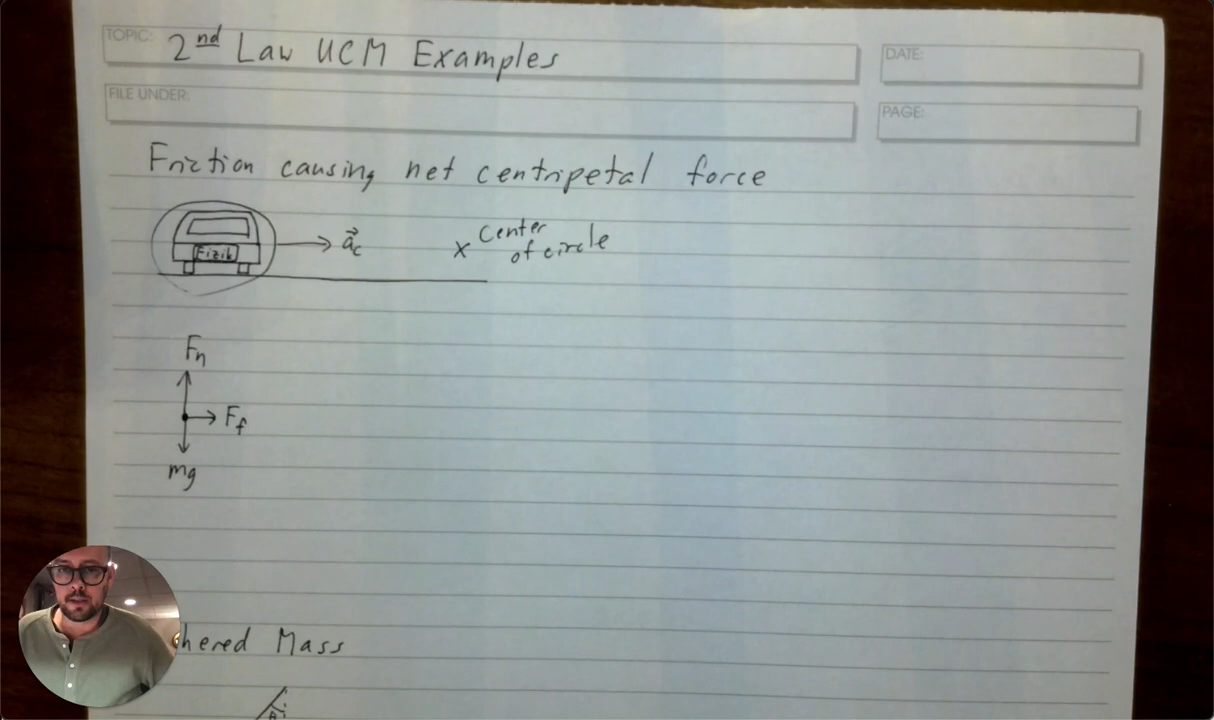 TOPIC: 2nd Law UCM Examples
DATE:
FILE UNDER:
PAGE:
Friction causing net centripetal force
Fizik
a⃗c
x center
of circle
Fn
Ff
mg
hered Mass
θ